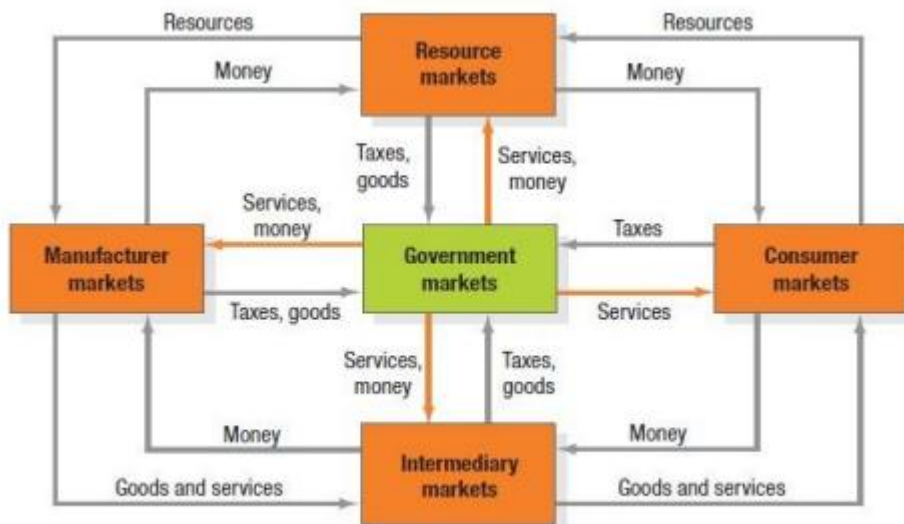 Resources
Resources
Resource
markets
Money
Money
Taxes,
goods
Services,
money
Services,
money
Taxes
Manufacturer
markets
Government
markets
Consumer
markets
Taxes, goods
Services
Services,
money
Taxes,
goods
Money
Money
Intermediary
markets
Goods and services
Goods and services